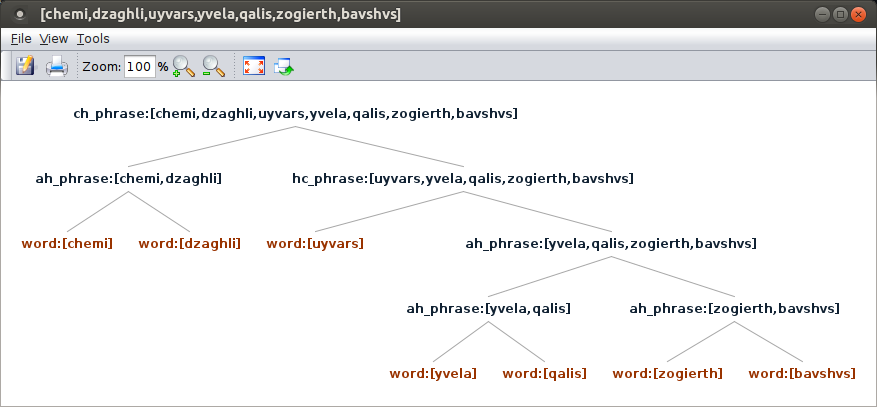 [chemi,dzaghli,uyvars,yvela,qalis,zogierth,bavshvs]
File View Tools
Zoom: 100 %
ch_phrase:[chemi,dzaghli,uyvars,yvela,qalis,zogierth,bavshvs]
ah_phrase:[chemi,dzaghli] hc_phrase:[uyvars,yvela,qalis,zogierth,bavshvs]
word:[chemi] word:[dzaghli] word:[uyvars] ah_phrase:[yvela,qalis,zogierth,bavshvs]
ah_phrase:[yvela,qalis] ah_phrase:[zogierth,bavshvs]
word:[yvela] word:[qalis] word:[zogierth] word:[bavshvs]